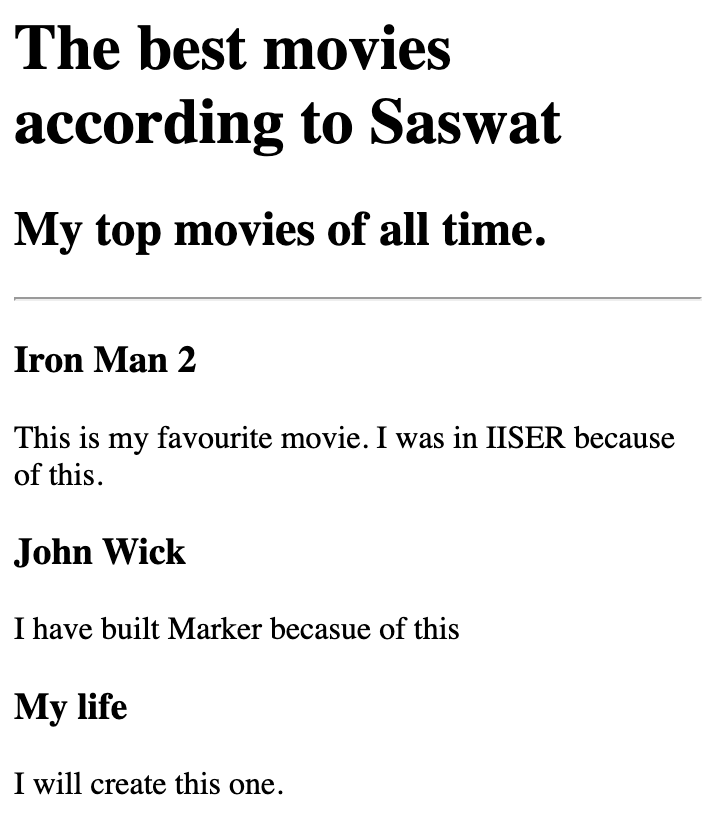 The best movies
according to Saswat
My top movies of all time.
Iron Man 2
This is my favourite movie. I was in IISER because
of this.
John Wick
I have built Marker becasue of this
My life
I will create this one.